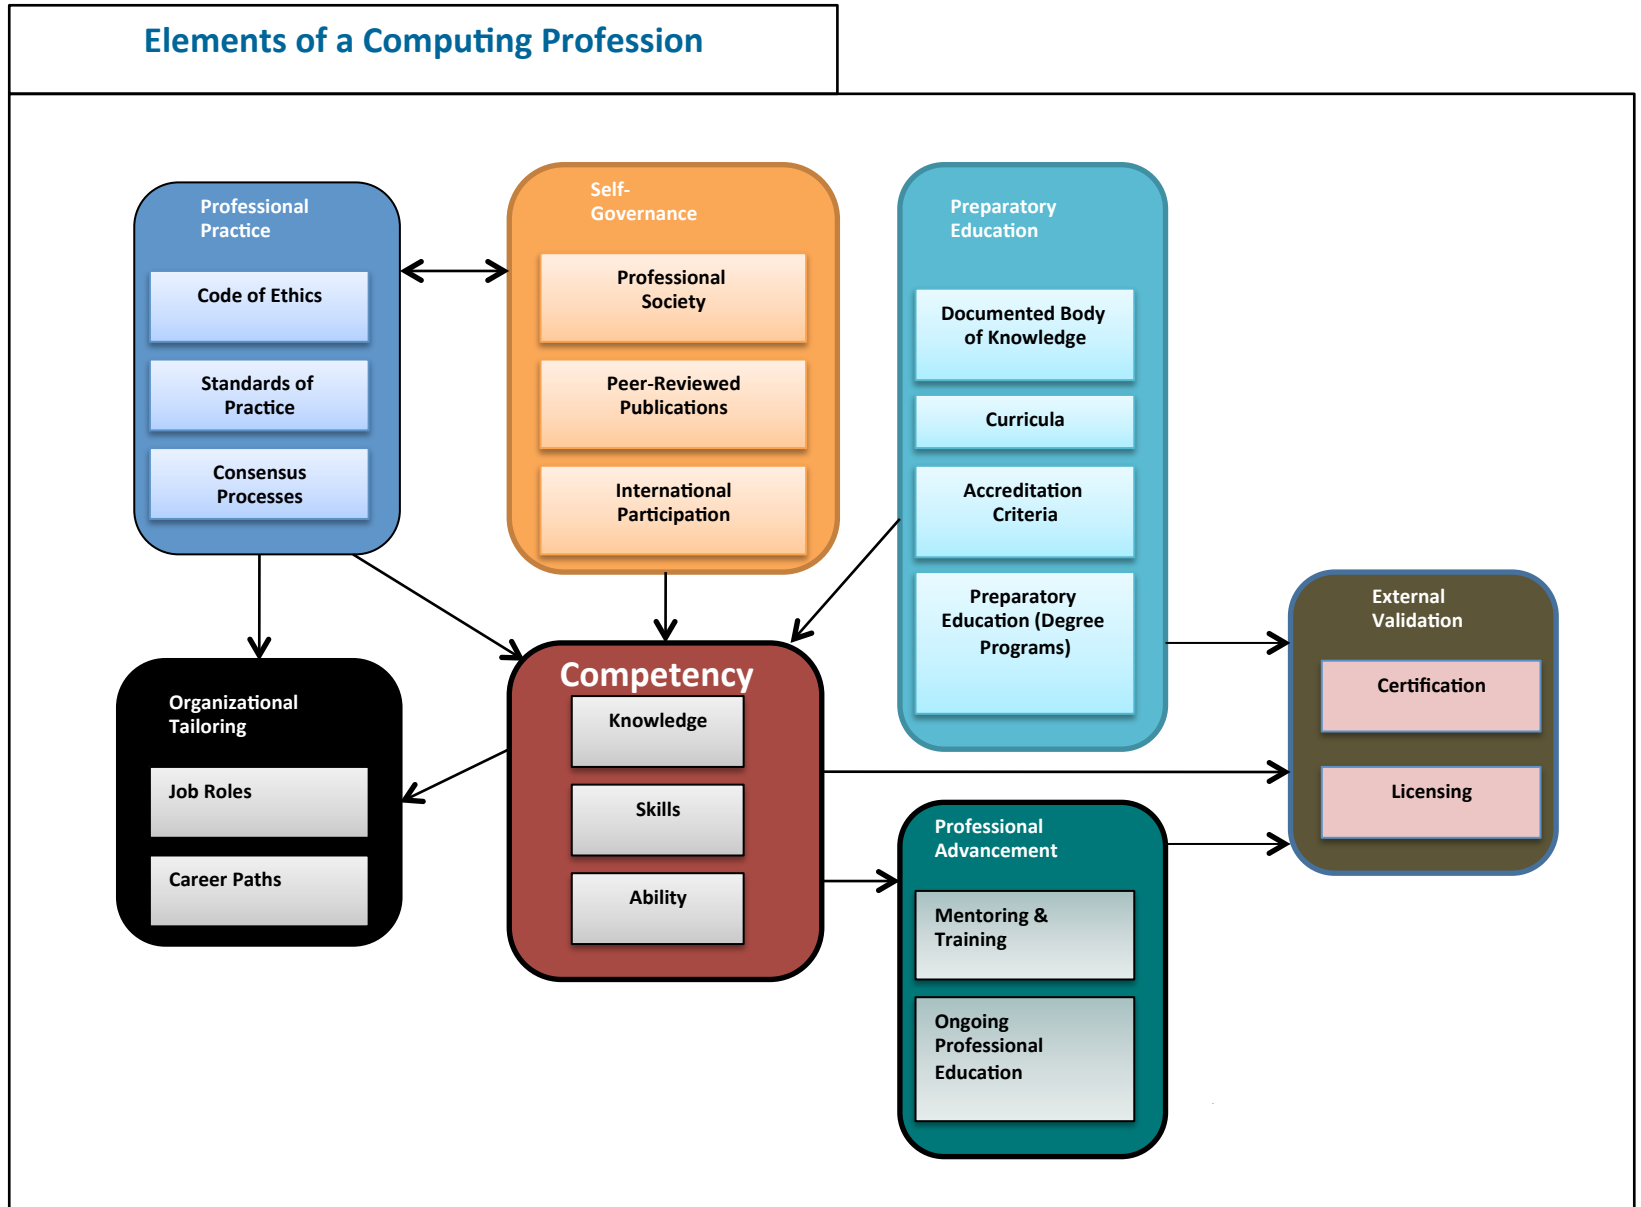 Elements of a Computing Profession
Professional
Practice
Code of Ethics
Standards of
Practice
Consensus
Processes
Self-
Governance
Professional
Society
Peer-Reviewed
Publications
International
Participation
Preparatory
Education
Documented Body
of Knowledge
Curricula
Accreditation
Criteria
Preparatory
Education (Degree
Programs)
External
Validation
Certification
Licensing
Organizational
Tailoring
Job Roles
Career Paths
Competency
Knowledge
Skills
Ability
Professional
Advancement
Mentoring &
Training
Ongoing
Professional
Education